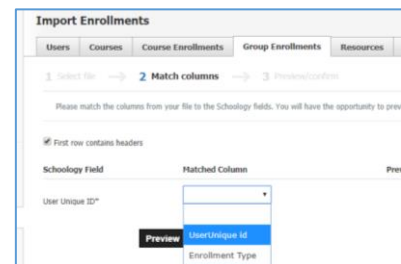 Import Enrollments
Users Courses Course Enrollments Group Enrollments Resources
1 Select file 2 Match columns 3 Preview/confirm
Please match the columns from your file to the Schoology fields. You will have the opportunity to
First row contains headers
Schoology Field Matched Column
User Unique ID*
Preview
UserUnique id
Enrollment Type